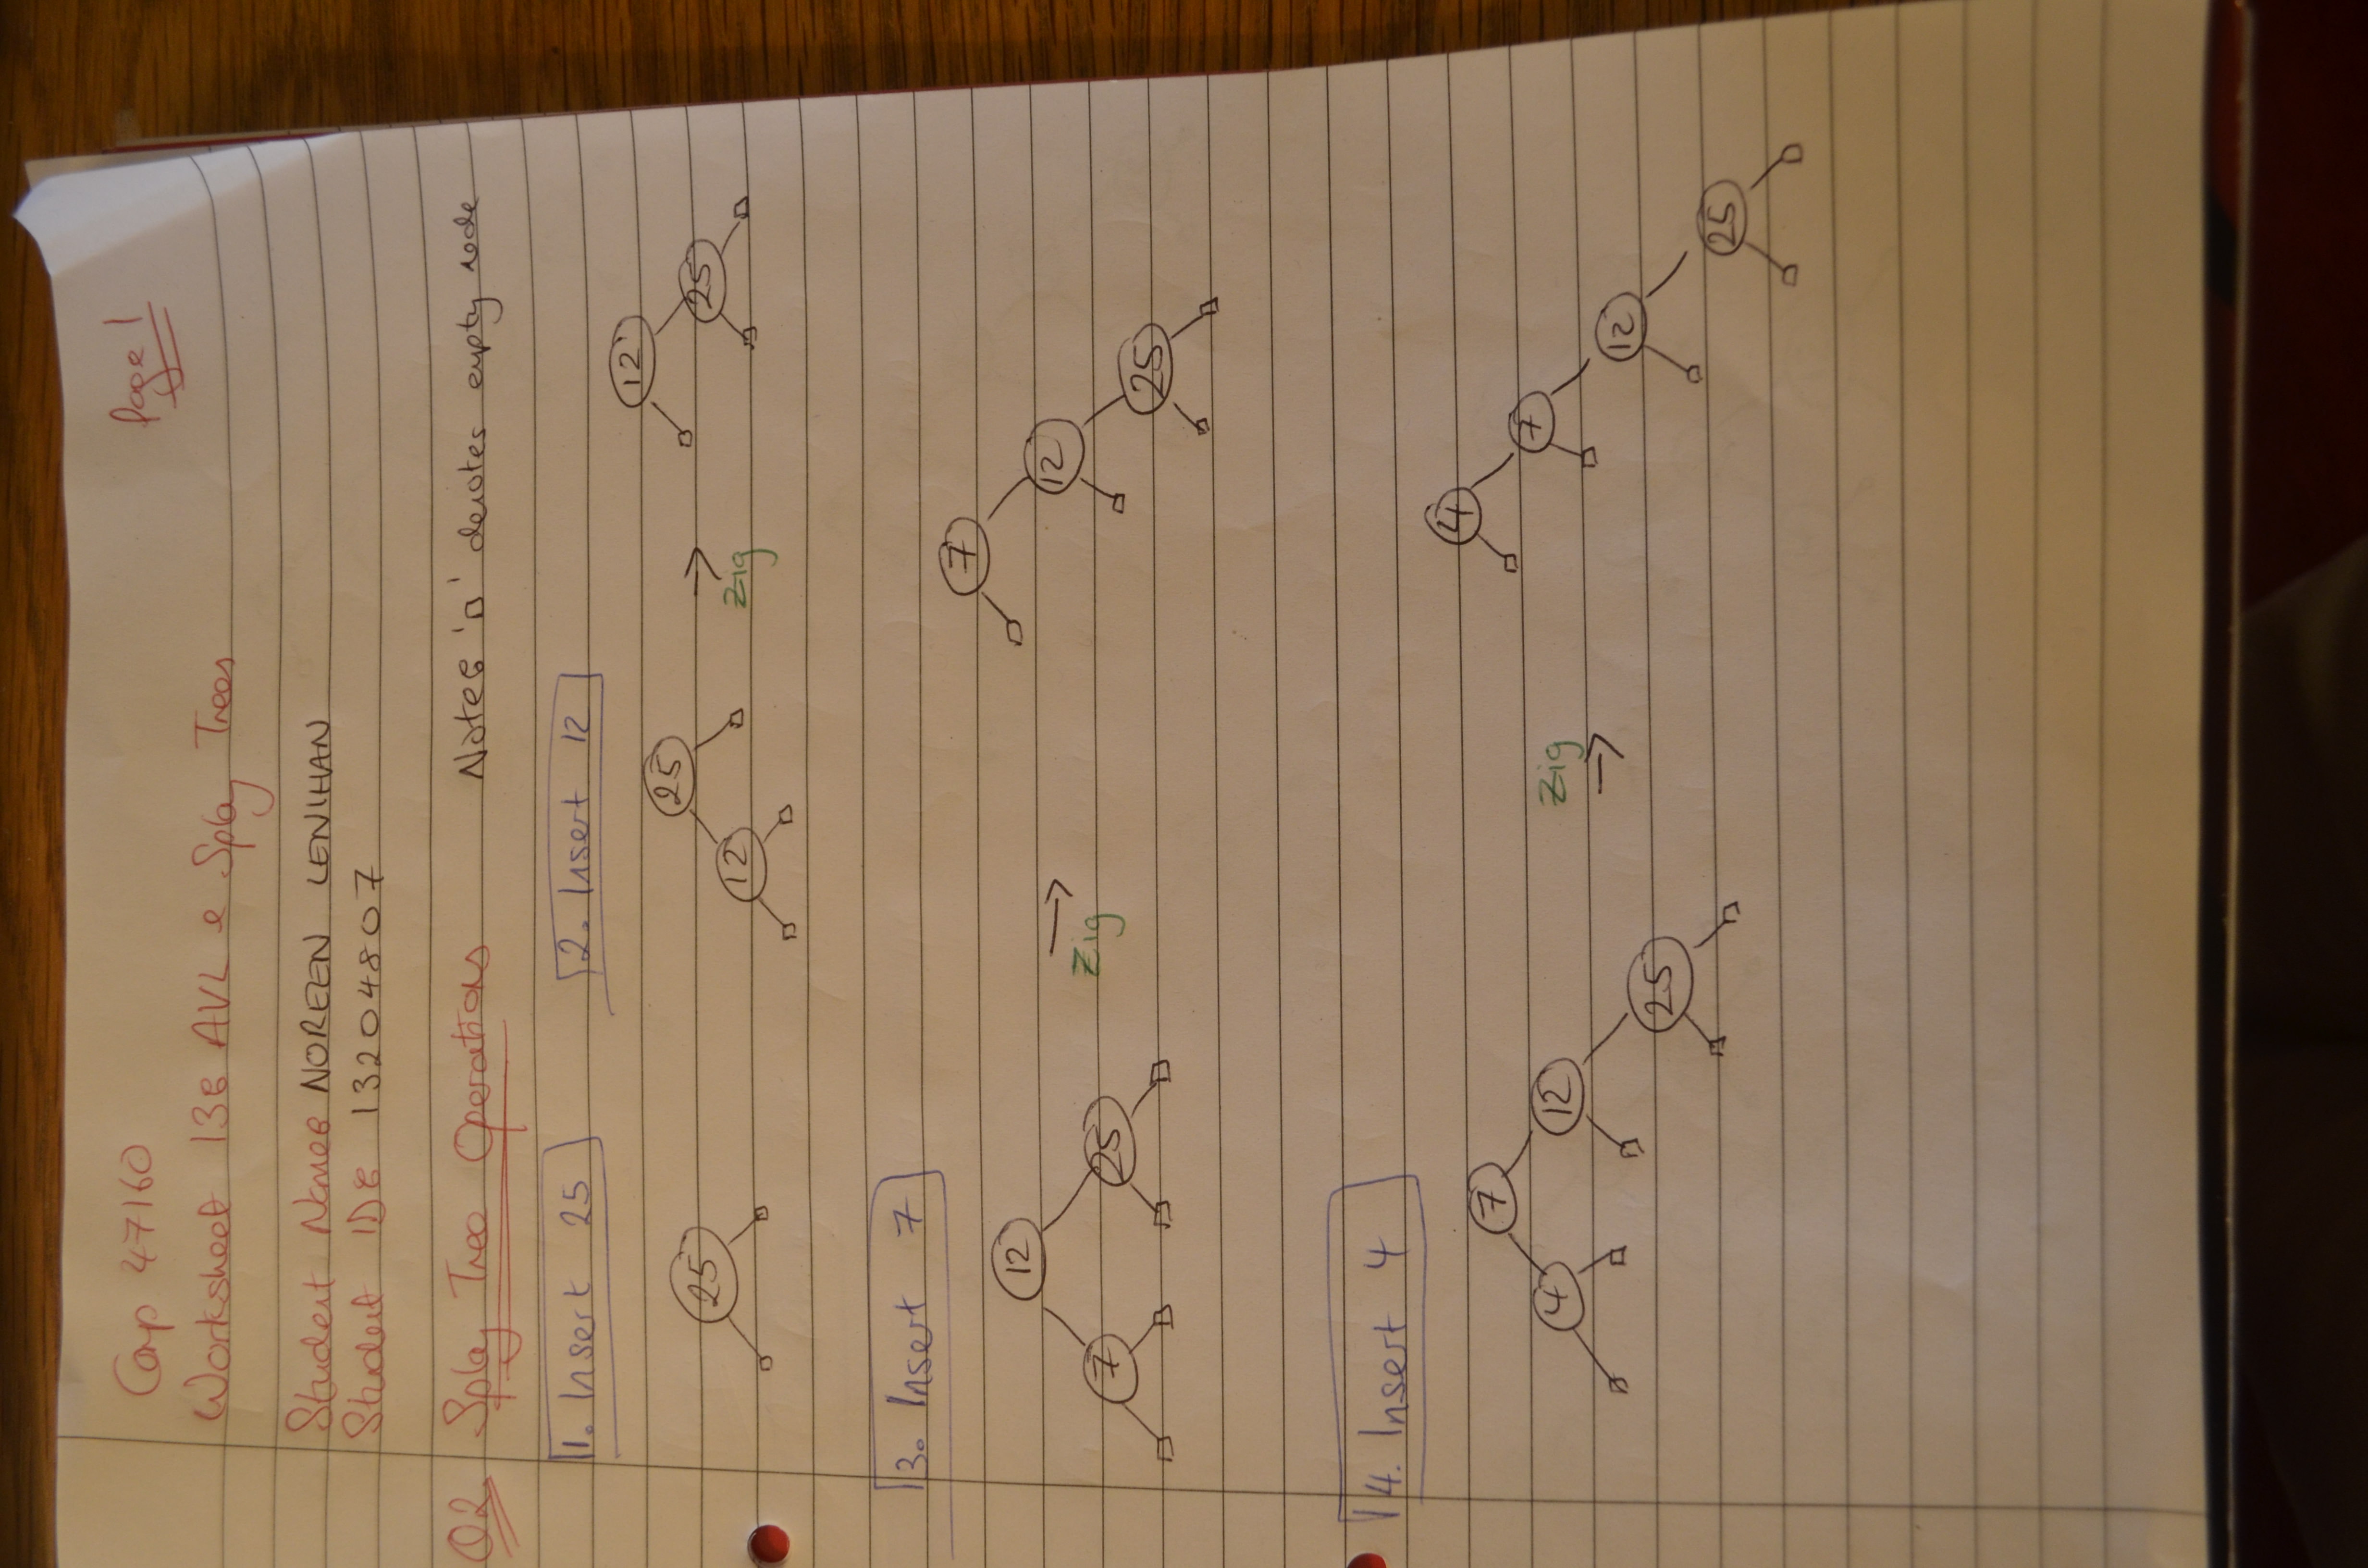 Comp 47160
Page 1
Worksheet 13: AVL & Splay Trees
Student Name: NOREEN LENIHAN
Student ID: 13204807
Q2 Splay Tree Operations
Note: '□' denotes empty node
1. Insert 25
2. Insert 12
25
25
12
Zig
12
25
3. Insert 7
12
7
25
Zig
7
12
25
4. Insert 4
7
4
12
25
Zig
4
7
12
25